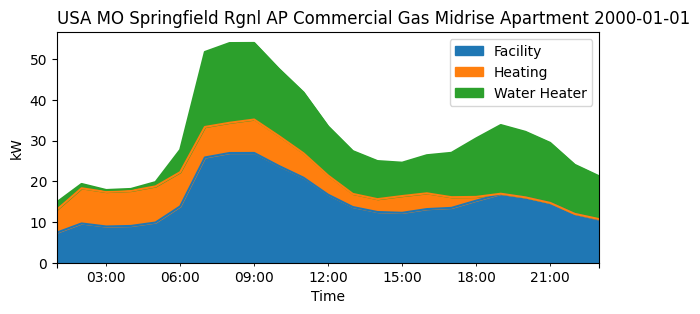 USA MO Springfield Rgnl AP Commercial Gas Midrise Apartment 2000-01-01
Facility
Heating
Water Heater
kW
50
40
30
20
10
0
03:00 06:00 09:00 12:00 15:00 18:00 21:00
Time